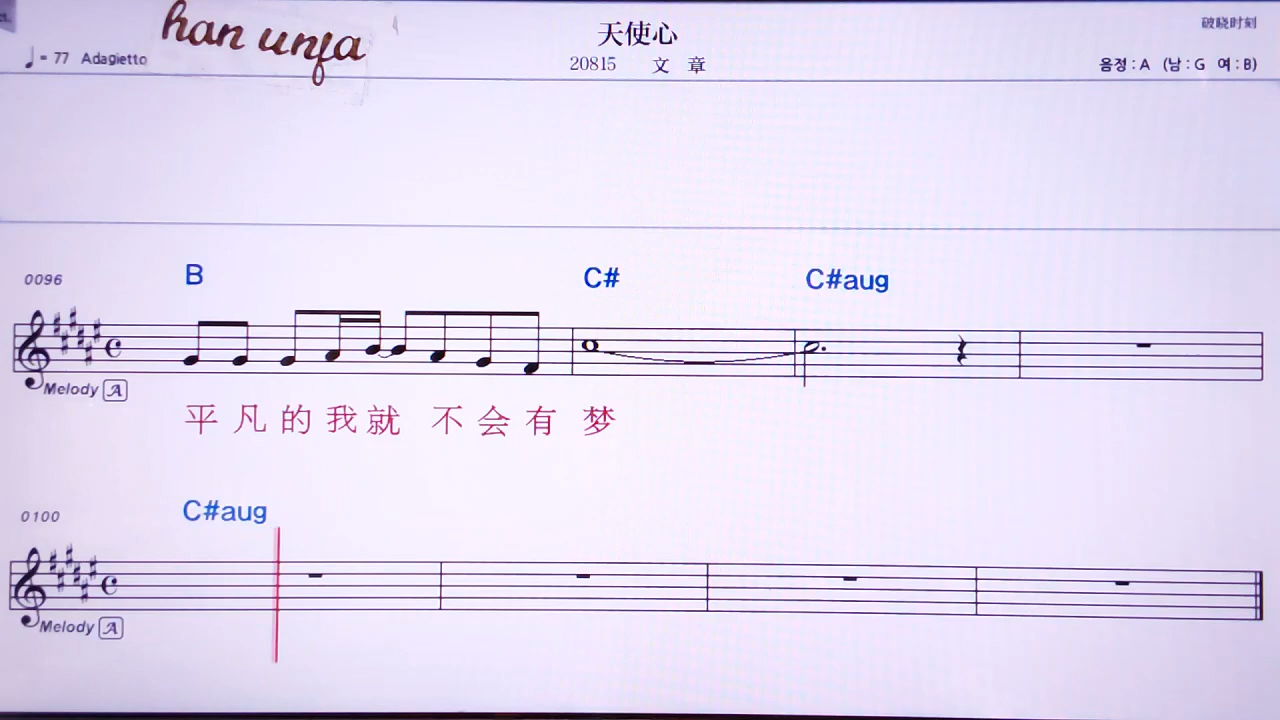 han unfa
天使心
破晓时刻
♩ = 77 Adagietto
20815 文 章
음정 : A (남 : G 여 : B)
0096
B C# C#aug
Melody A
平 凡 的 我 就 不 会 有 梦
0100
C#aug
Melody A